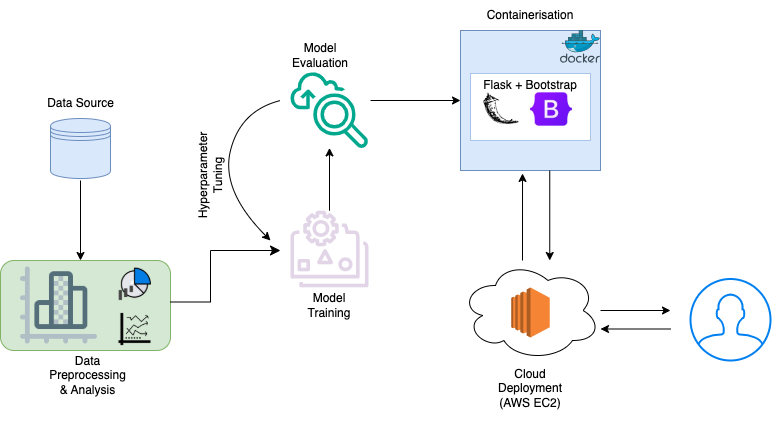 Containerisation
docker
Flask + Bootstrap
B
Model
Evaluation
Data Source
Hyperparameter
Tuning
Model
Training
Data
Preprocessing
& Analysis
Cloud
Deployment
(AWS EC2)